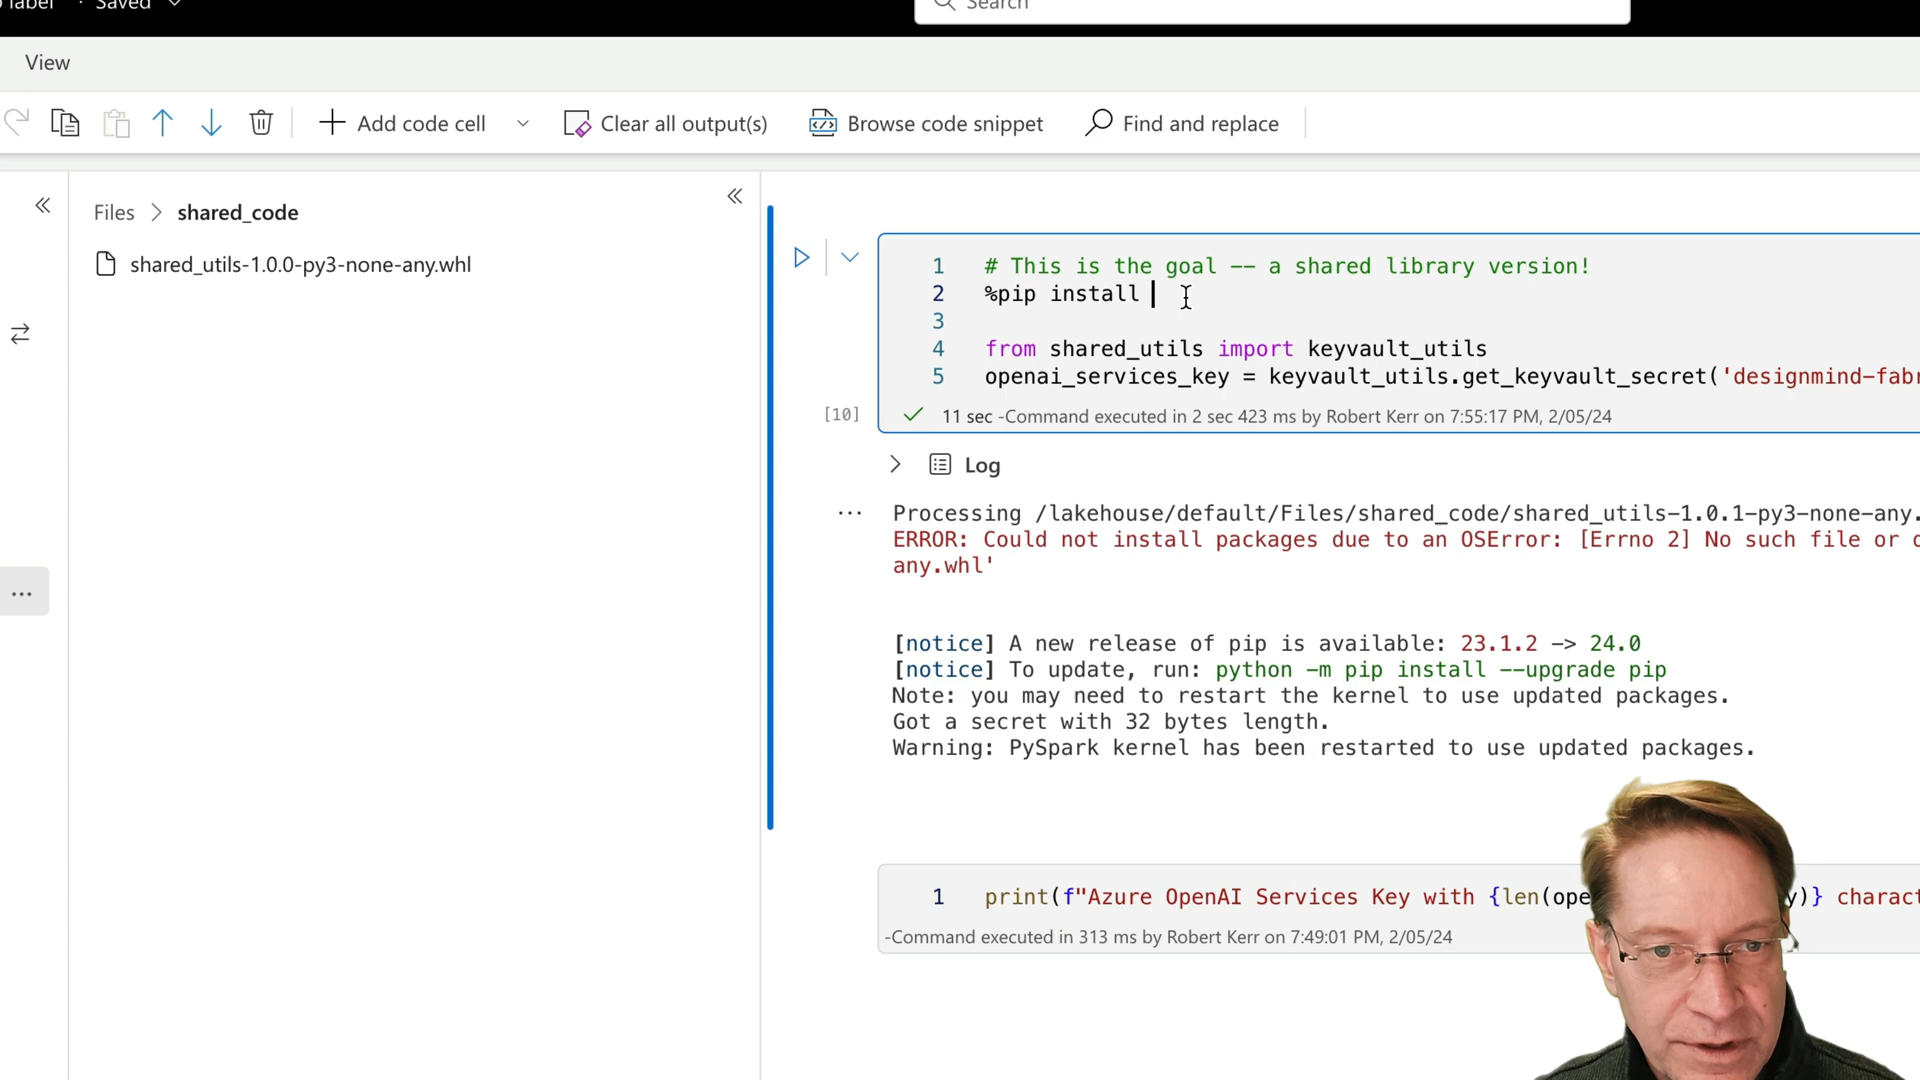 label · Saved
Search
View
Add code cell
Clear all output(s)
Browse code snippet
Find and replace
Files > shared_code
shared_utils-1.0.0-py3-none-any.whl
1 # This is the goal -- a shared library version!
2 %pip install
3
4 from shared_utils import keyvault_utils
5 openai_services_key = keyvault_utils.get_keyvault_secret('designmind-fabr
[10] 11 sec -Command executed in 2 sec 423 ms by Robert Kerr on 7:55:17 PM, 2/05/24
Log
Processing /lakehouse/default/Files/shared_code/shared_utils-1.0.1-py3-none-any.
ERROR: Could not install packages due to an OSError: [Errno 2] No such file or
any.whl'
[notice] A new release of pip is available: 23.1.2 -> 24.0
[notice] To update, run: python -m pip install --upgrade pip
Note: you may need to restart the kernel to use updated packages.
Got a secret with 32 bytes length.
Warning: PySpark kernel has been restarted to use updated packages.
1 print(f"Azure OpenAI Services Key with {len(ope y)} charact
-Command executed in 313 ms by Robert Kerr on 7:49:01 PM, 2/05/24